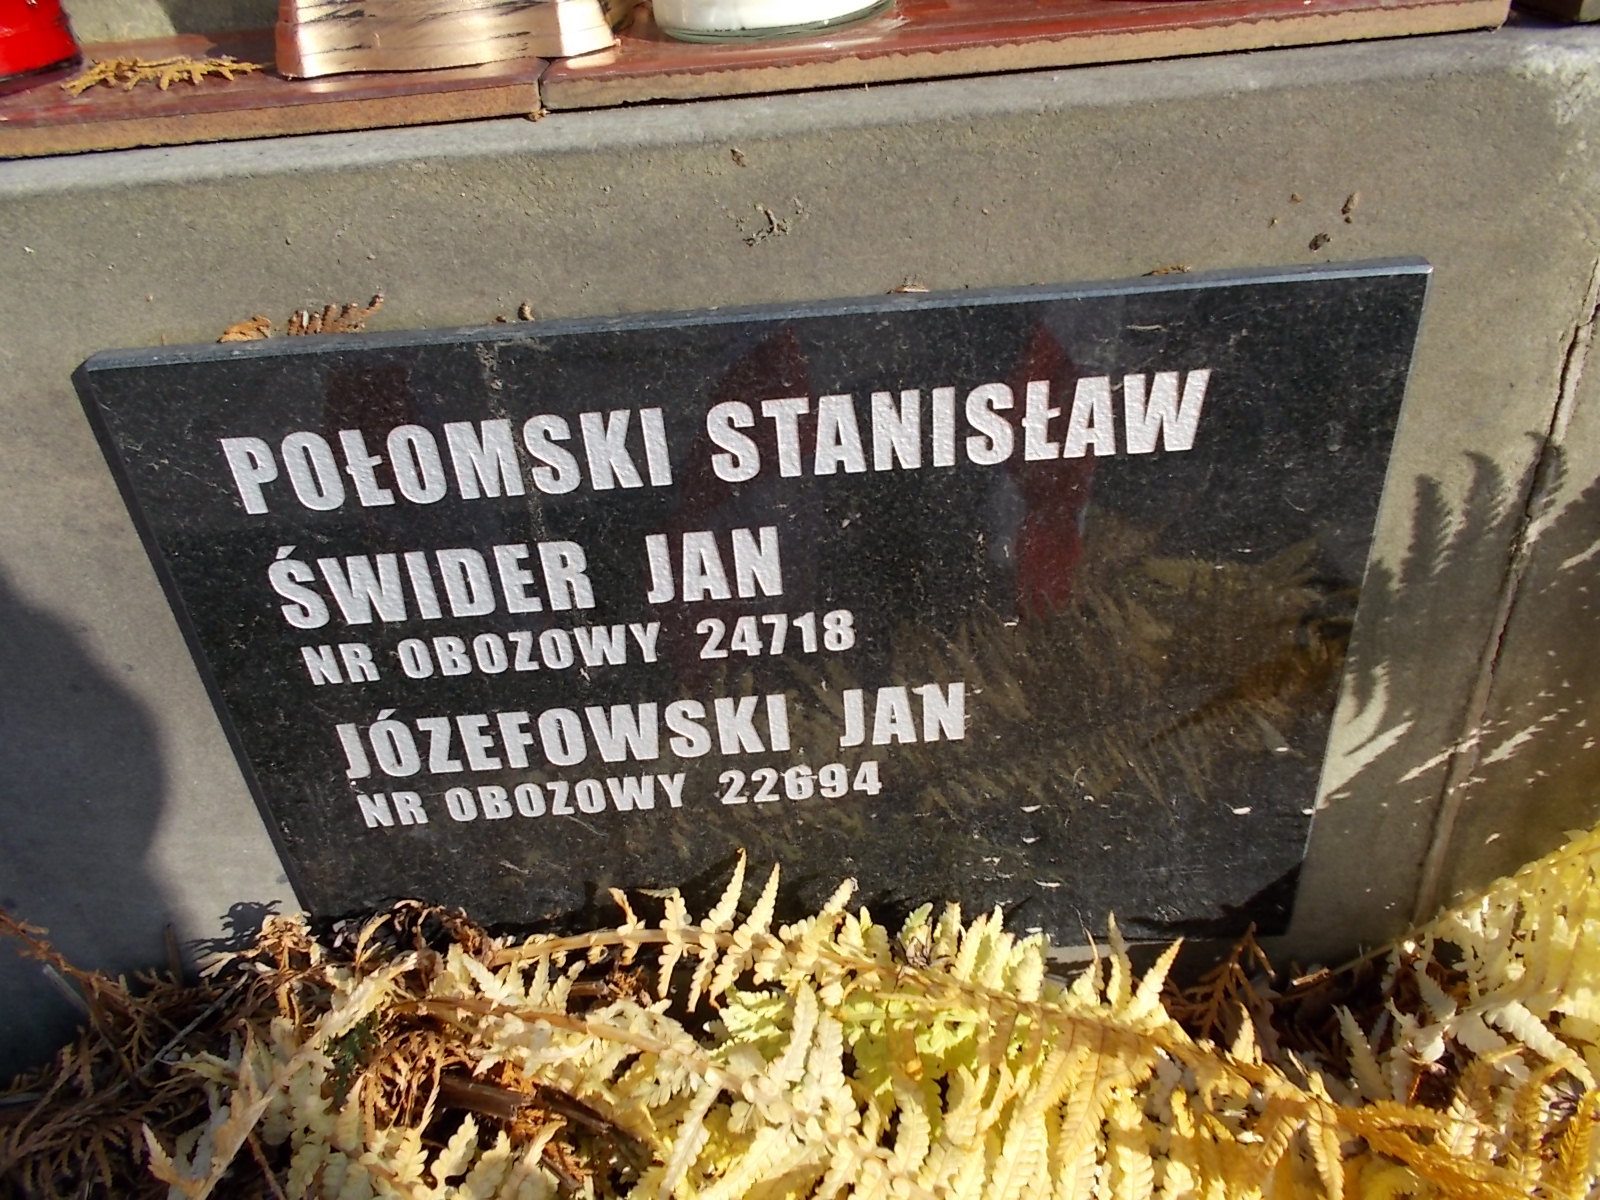 POŁOMSKI STANISŁAW
ŚWIDER JAN
NR OBOZOWY 24718
JÓZEFOWSKI JAN
NR OBOZOWY 22694